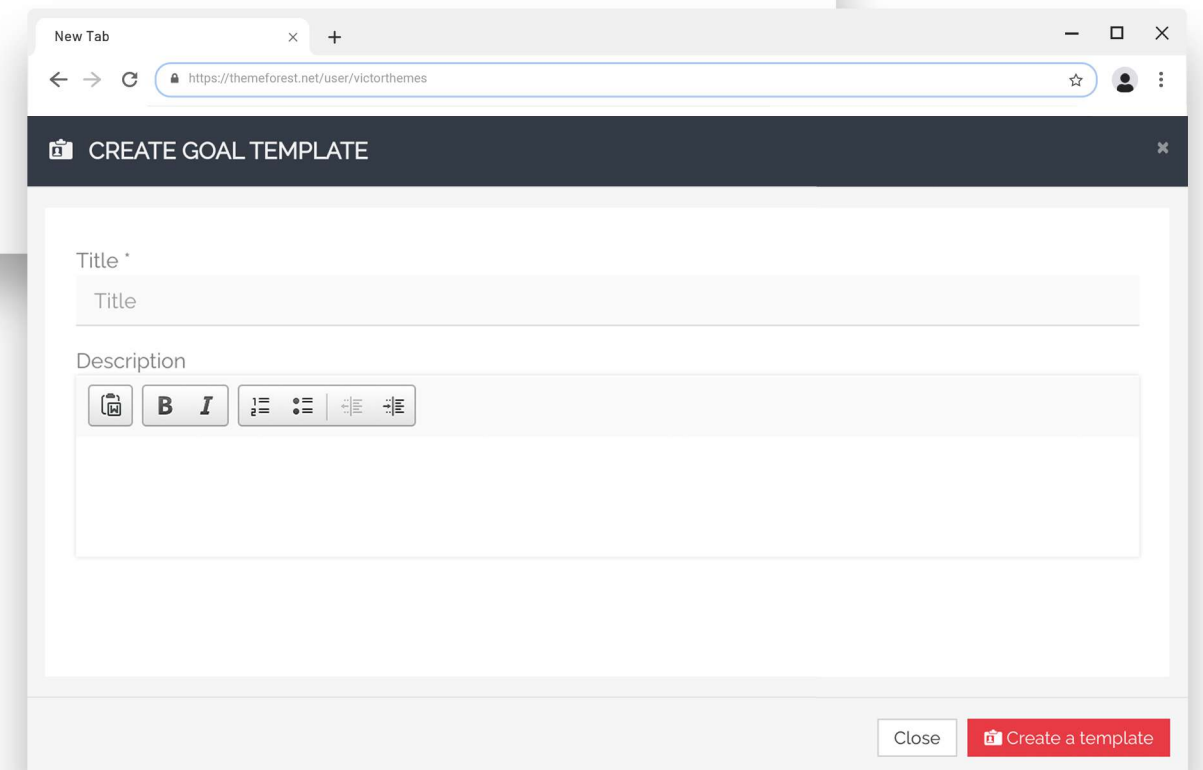 New Tab
https://themeforest.net/user/victorthemes
CREATE GOAL TEMPLATE
Title *
Title
Description
B I
Close
Create a template